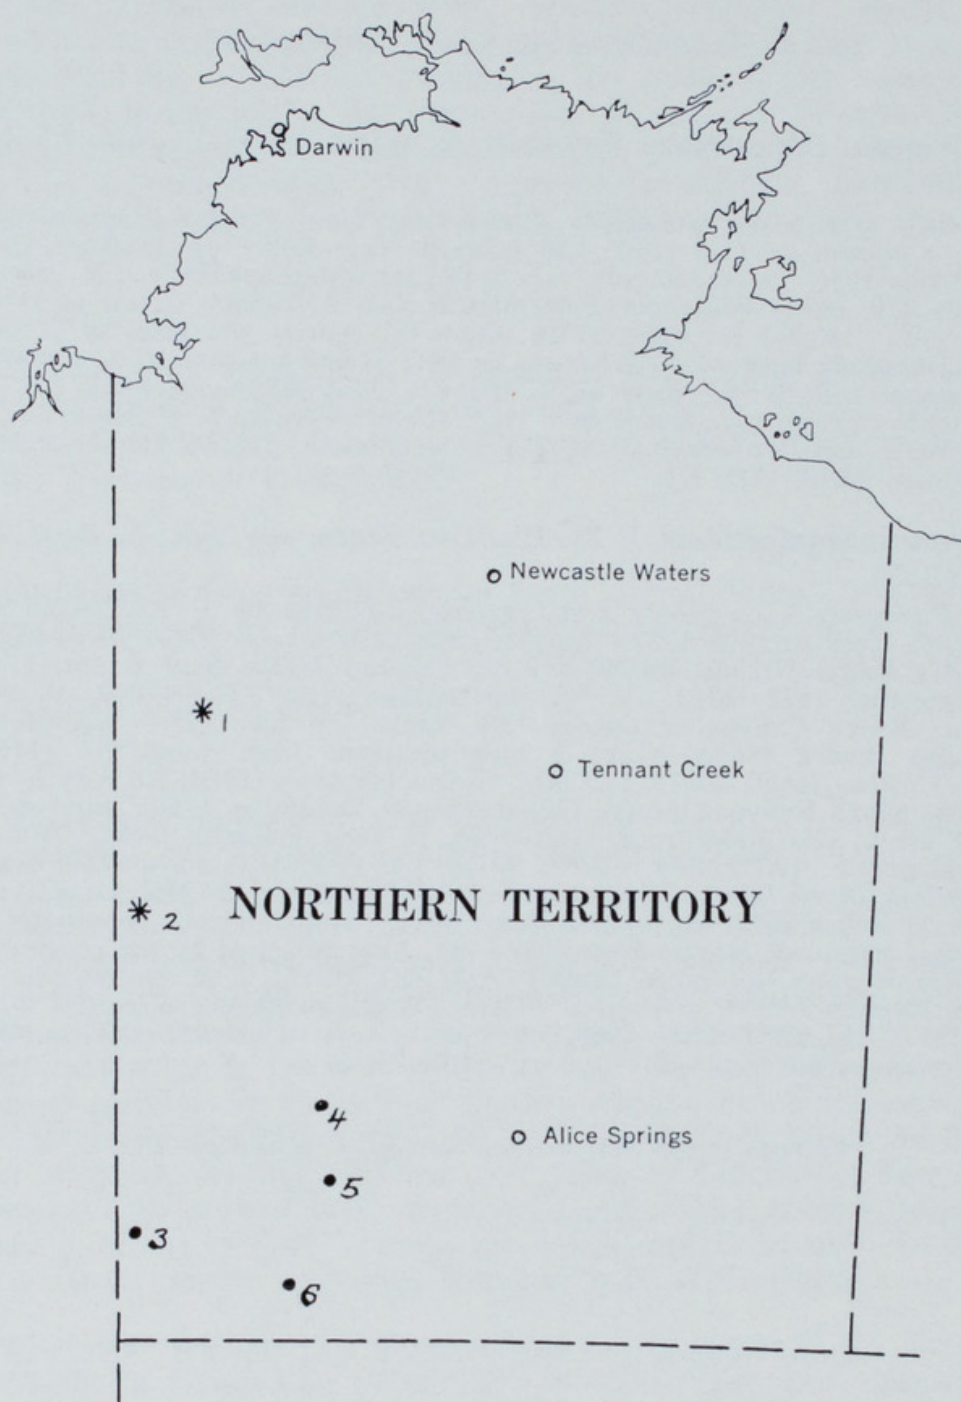 Darwin
Newcastle Waters
1
Tennant Creek
NORTHERN TERRITORY
2
4
Alice Springs
5
3
6